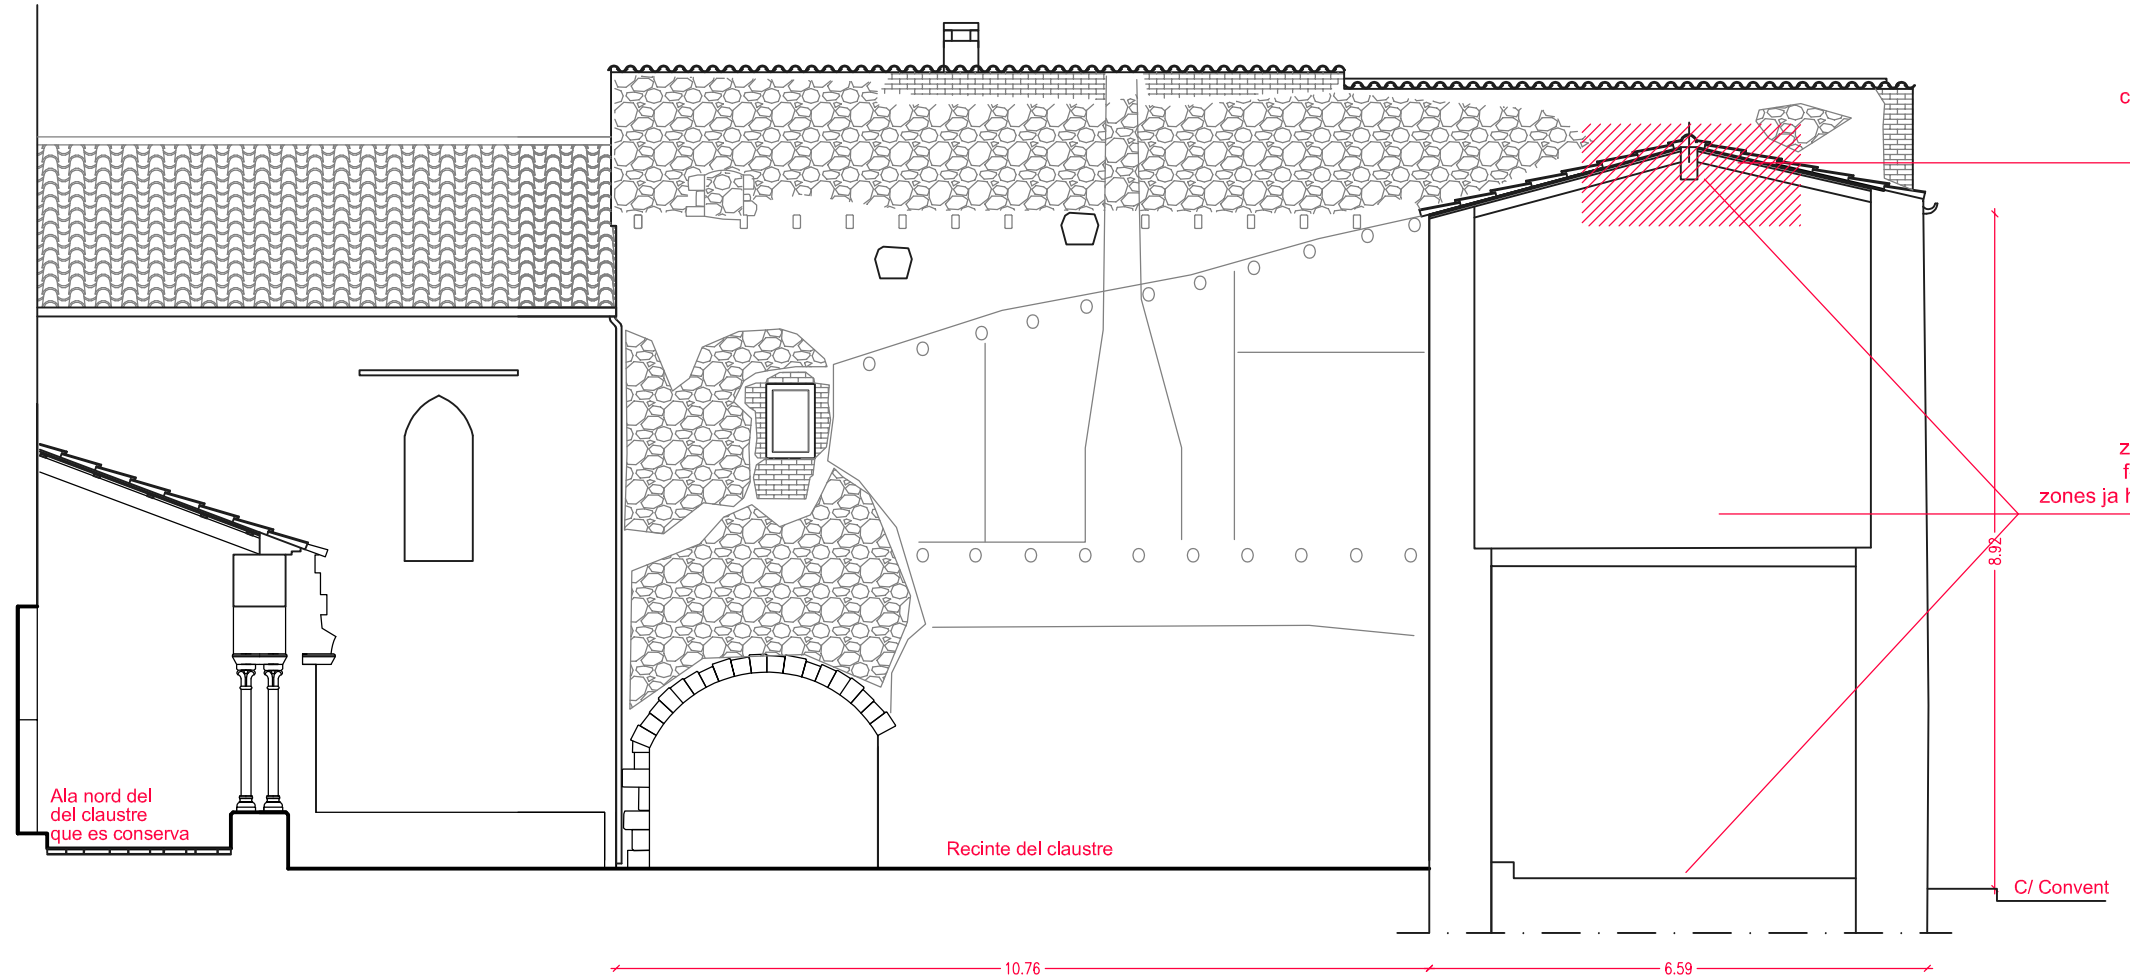 c
z
f
zones ja h
8.92
Ala nord del
del claustre
que es conserva
Recinte del claustre
C/ Convent
10.76
6.59